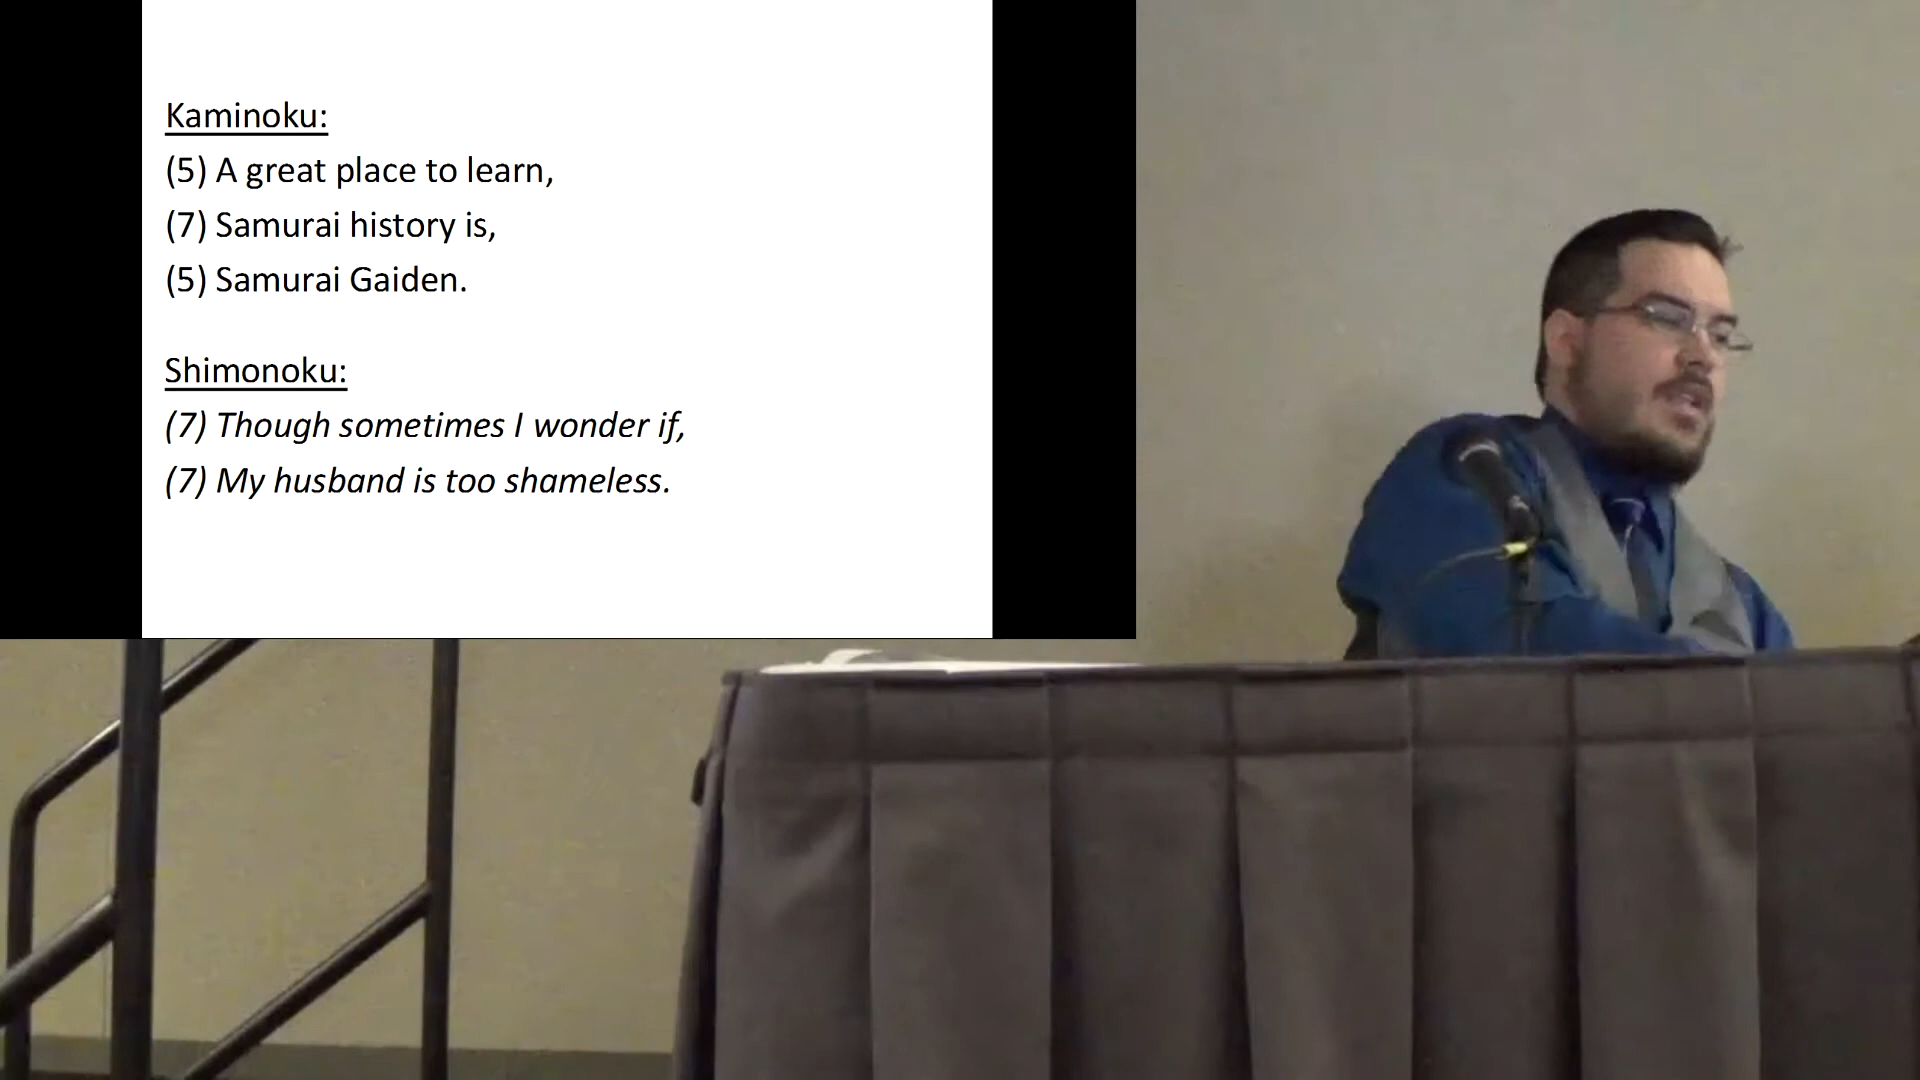 Kaminoku:
(5) A great place to learn,
(7) Samurai history is,
(5) Samurai Gaiden.
Shimonoku:
(7) Though sometimes I wonder if,
(7) My husband is too shameless.